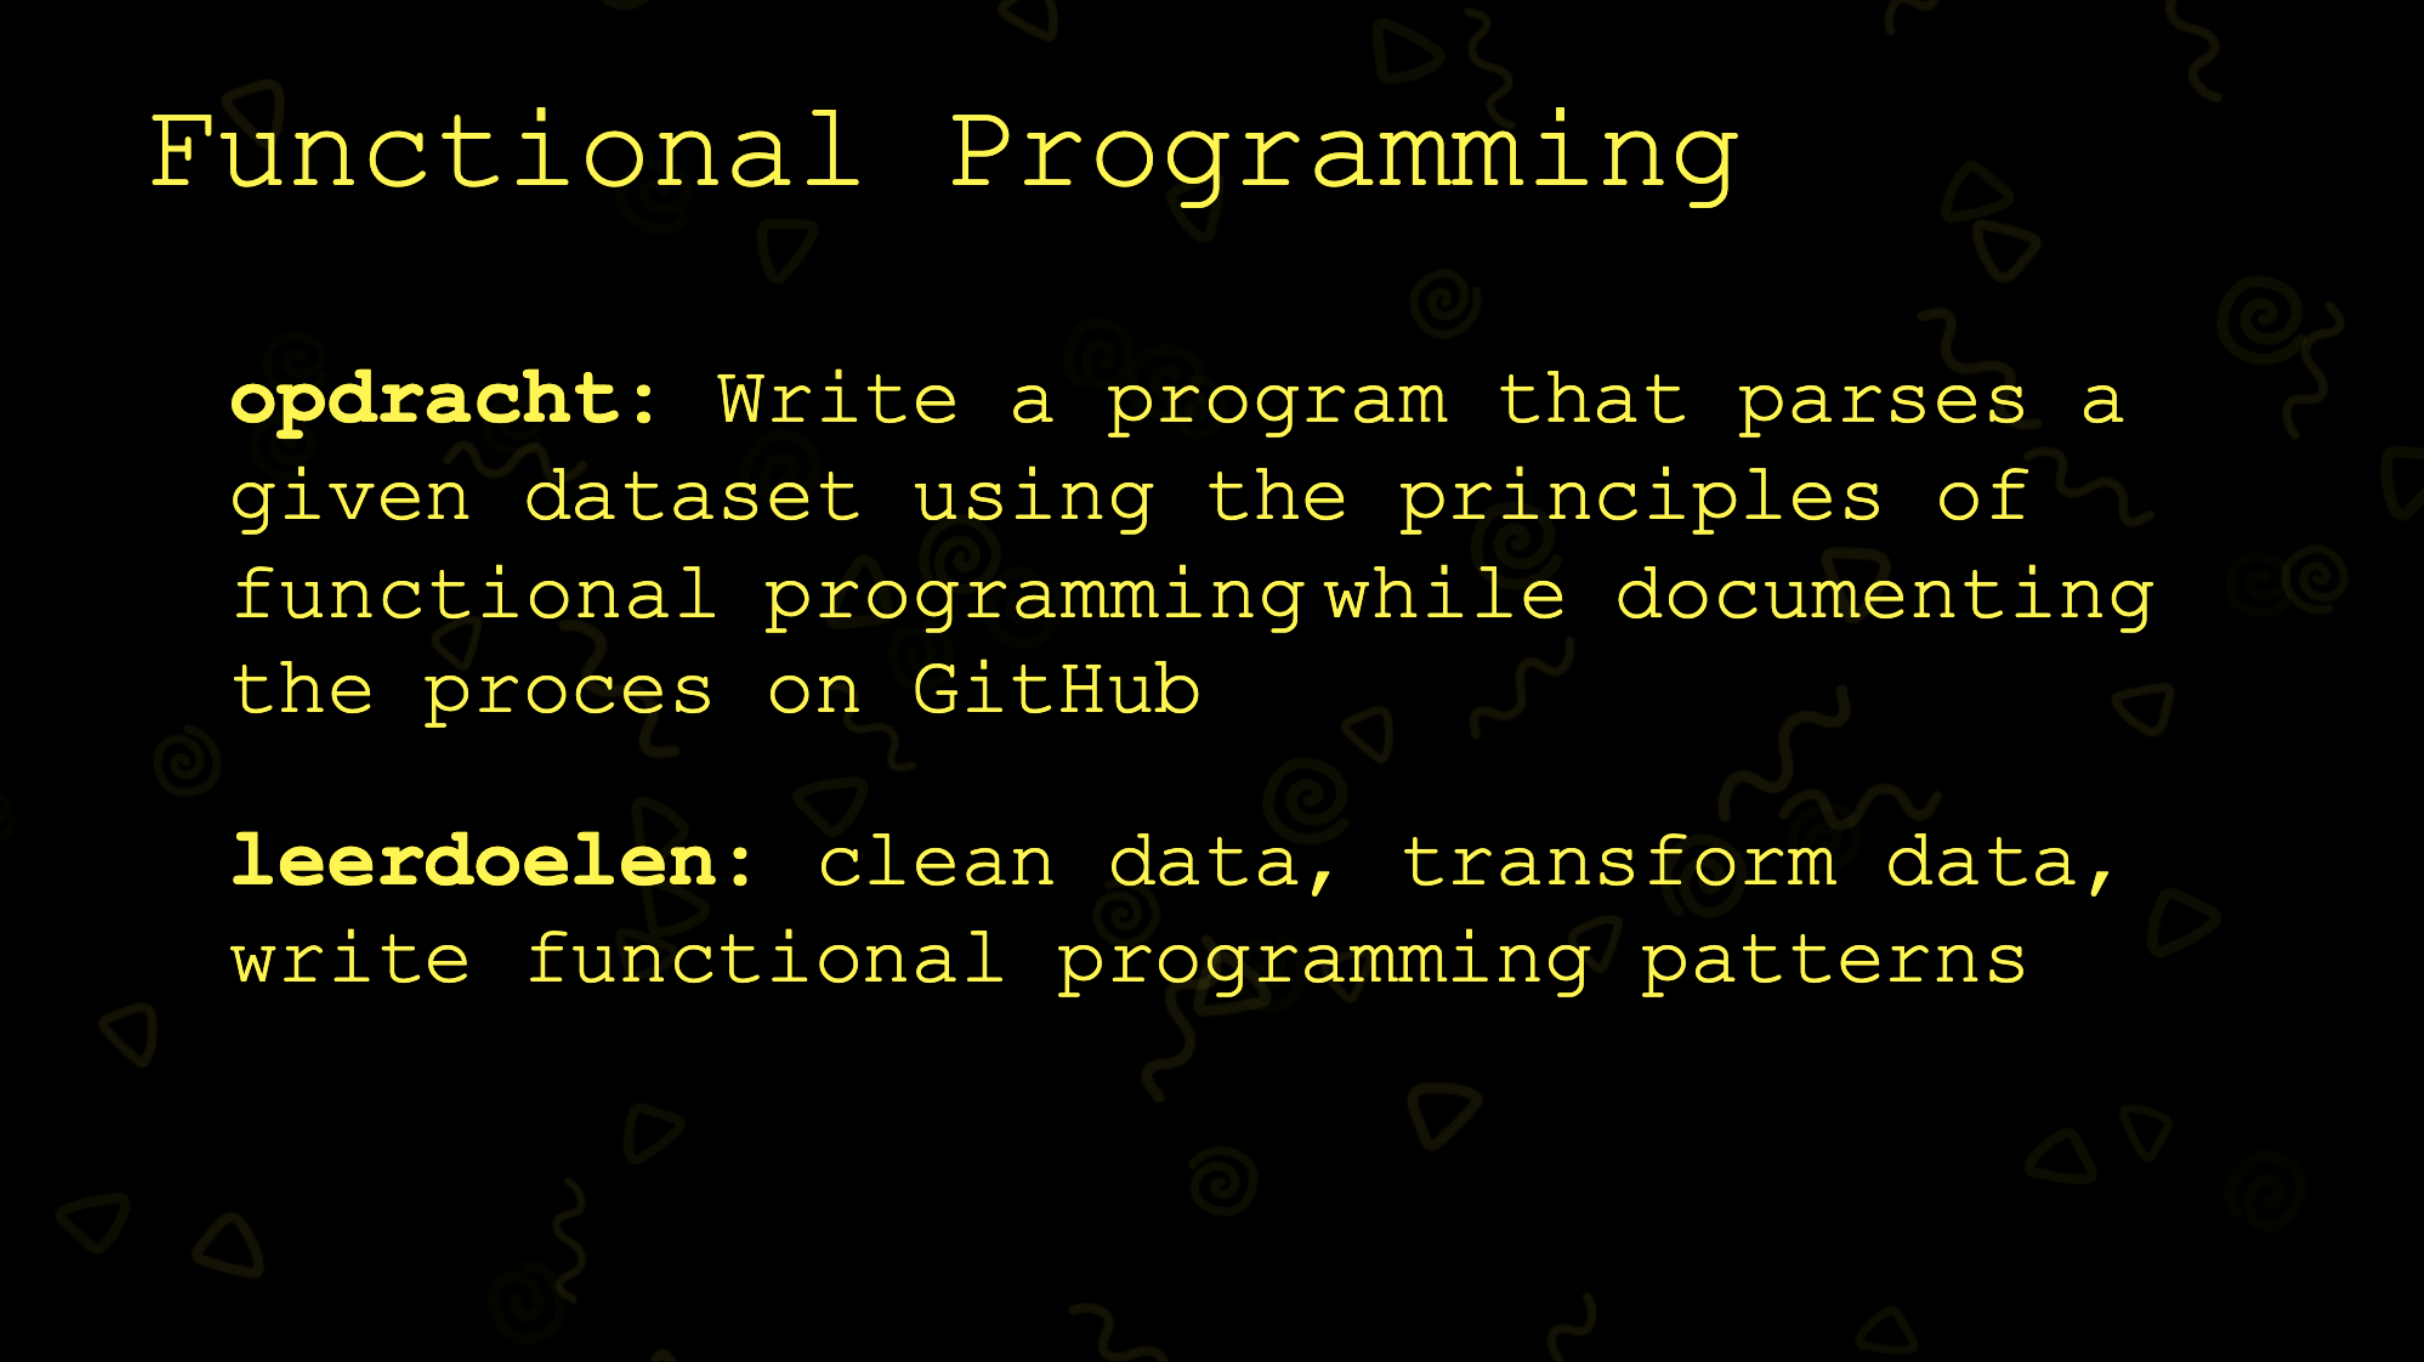 Functional Programming
opdracht: Write a program that parses a
given dataset using the principles of
functional programming while documenting
the proces on GitHub
leerdoelen: clean data, transform data,
write functional programming patterns